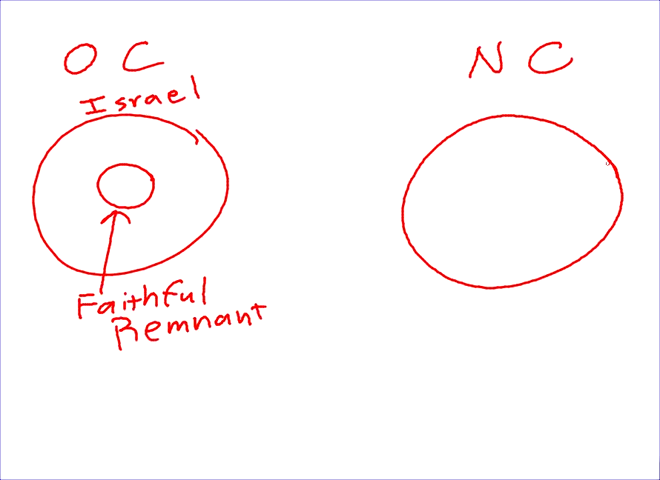 O C
N C
Israel
Faithful
Remnant